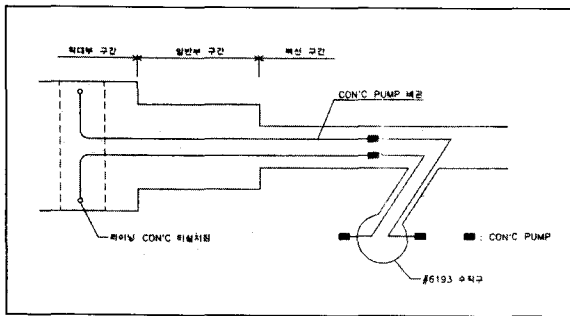 확대부 구간
일반부 구간
본선 구간
CON'C PUMP 배관
라이닝 CON'C 타설지점
: CON'C PUMP
#6193 수직구